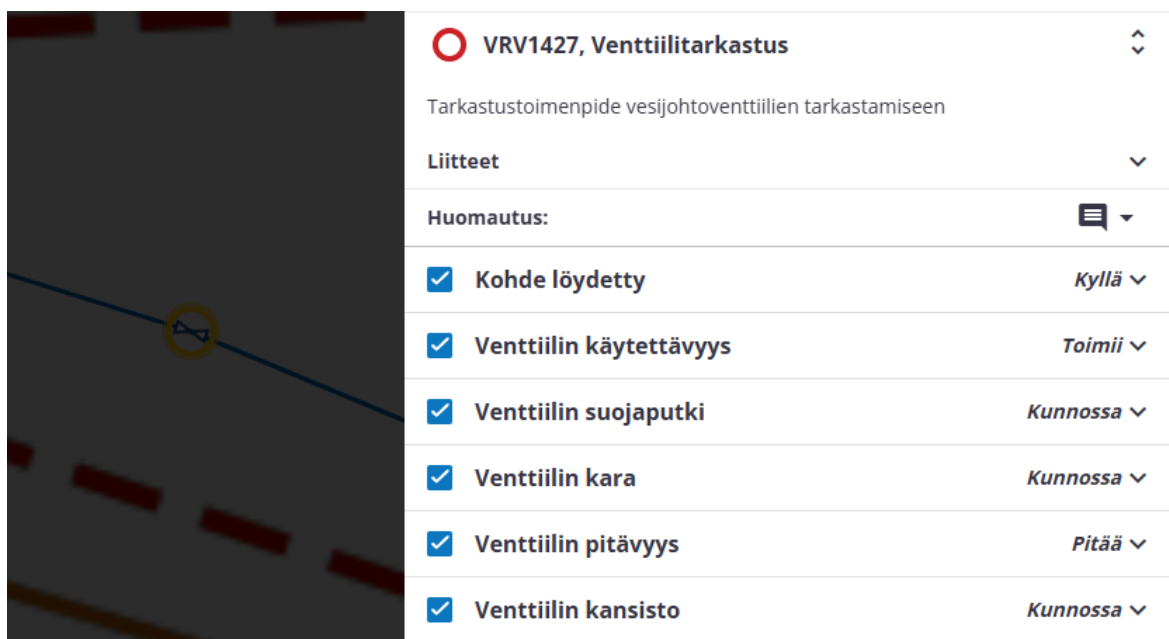 VRV1427, Venttiilitarkastus
Tarkastustoimenpide vesijohtoventtiilien tarkastamiseen
Liitteet
Huomautus:
Kohde löydetty Kyllä
Venttiilin käytettävyys Toimii
Venttiilin suojaputki Kunnossa
Venttiilin kara Kunnossa
Venttiilin pitävyys Pitää
Venttiilin kansisto Kunnossa